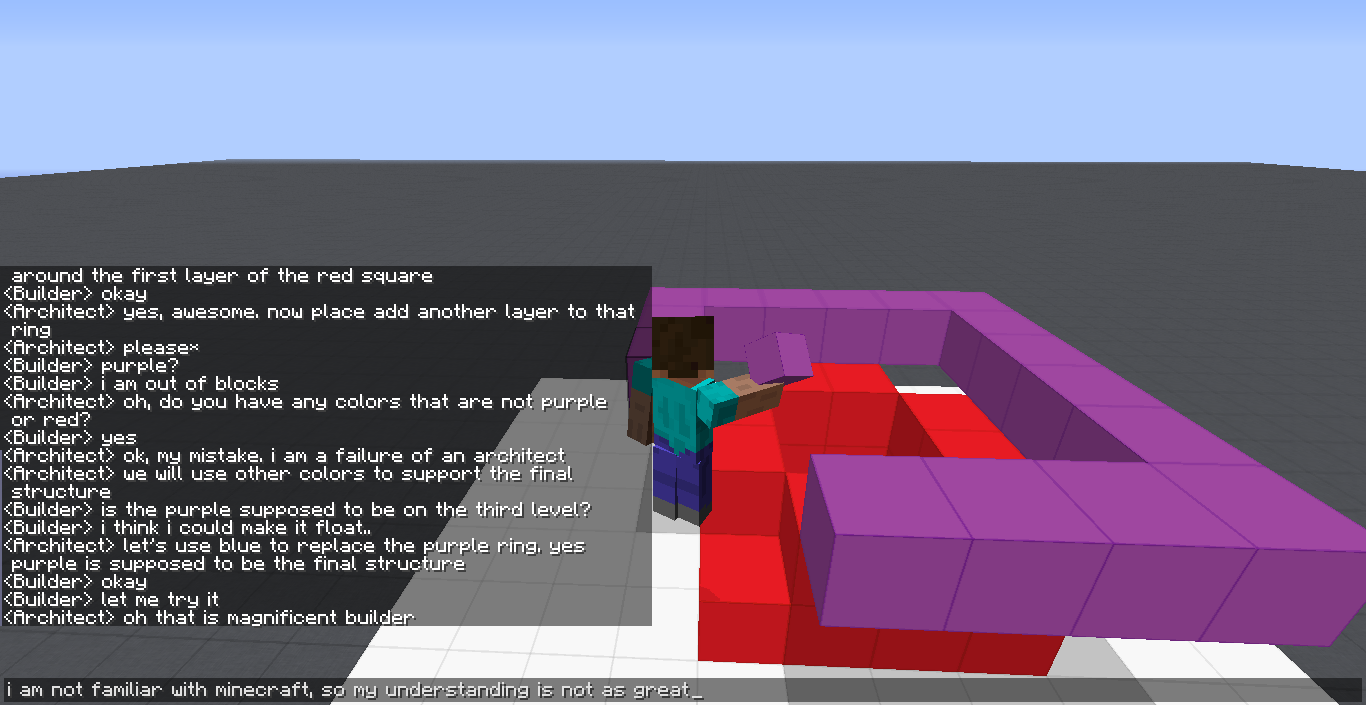 around the first layer of the red square
<Builder> okay
<Architect> yes, awesome. now place add another layer to that
ring
<Architect> please*
<Builder> purple?
<Builder> i am out of blocks
<Architect> oh, do you have any colors that are not purple
or red?
<Builder> yes
<Architect> ok, my mistake. i am a failure of an architect
<Architect> we will use other colors to support the final
structure
<Builder> is the purple supposed to be on the third level?
<Builder> i think i could make it float..
<Architect> let's use blue to replace the purple ring. yes
purple is supposed to be the final structure
<Builder> okay
<Builder> let me try it
<Architect> oh that is magnificent builder
i am not familiar with minecraft, so my understanding is not as great_